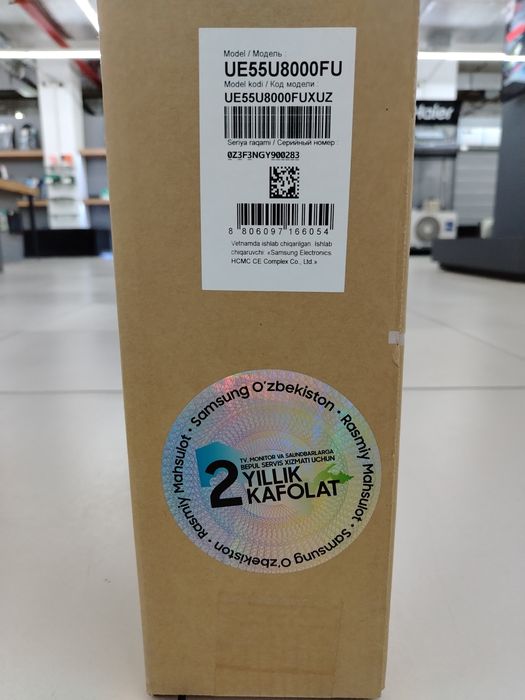 Model / Модель :
UE55U8000FU
Model kodi / Код модели
UE55U8000FUXUZ
Seriya raqami / Серийный номер :
0Z3F3NGY900283
8 806097 166054
Vetnamda ishlab chiqarilgan. Ishlab
chiqaruvchi: «Samsung Electronics
HCMC CE Complex Co., Ltd.»
Haier
Samsung O'zbekiston · Rasmiy Mahsulot · Samsung O'zbekiston · Rasmiy Mahsulot ·
TV, MONITOR VA SAUNDBARLARGA
BEPUL SERVIS XIZMATI UCHUN
2 YILLIK
KAFOLAT